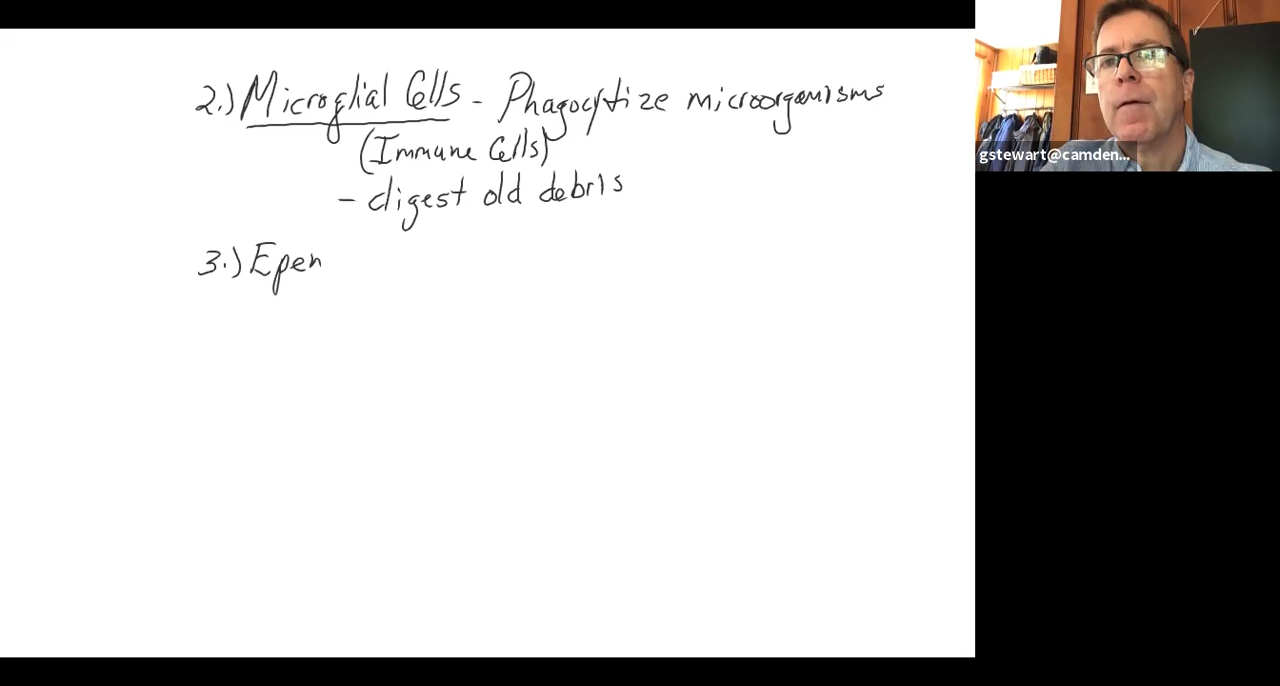 2.) Microglial Cells - Phagocytize microorganisms
(Immune Cells)
- digest old debris
3.) Epen
gstewart@camden...